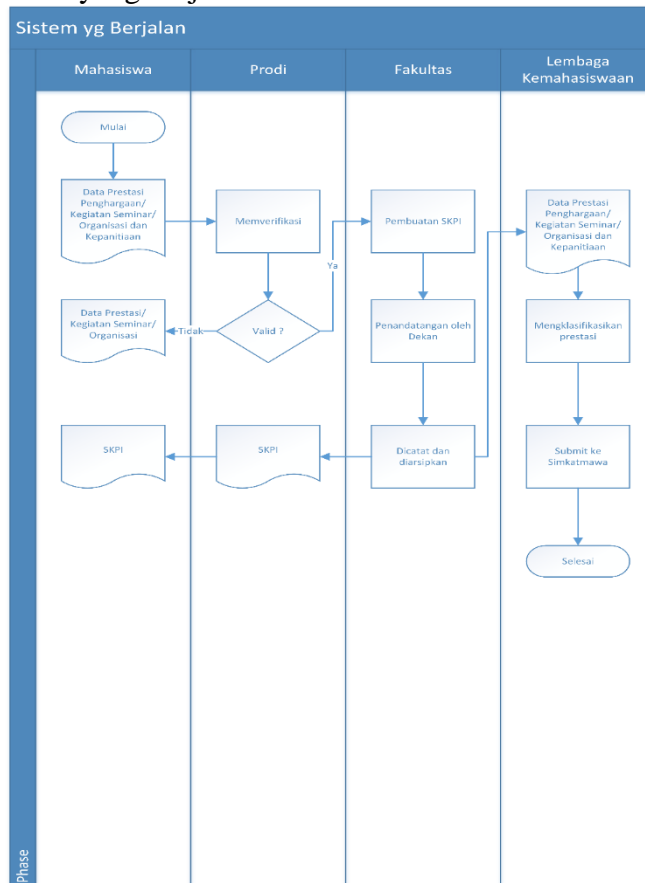 Sistem yg Berjalan
Mahasiswa
Prodi
Fakultas
Lembaga
Kemahasiswaan
Mulai
Data Prestasi
Penghargaan/
Kegiatan Seminar/
Organisasi dan
Kepanitiaan
Memverifikasi
Ya
Pembuatan SKPI
Data Prestasi
Penghargaan/
Kegiatan Seminar/
Organisasi dan
Kepanitiaan
Data Prestasi/
Kegiatan Seminar/
Organisasi
Tidak
Valid ?
Penandatangan oleh
Dekan
Mengklasifikasikan
prestasi
SKPI
SKPI
Dicatat dan
diarsipkan
Submit ke
Simkatmawa
Selesai
Phase